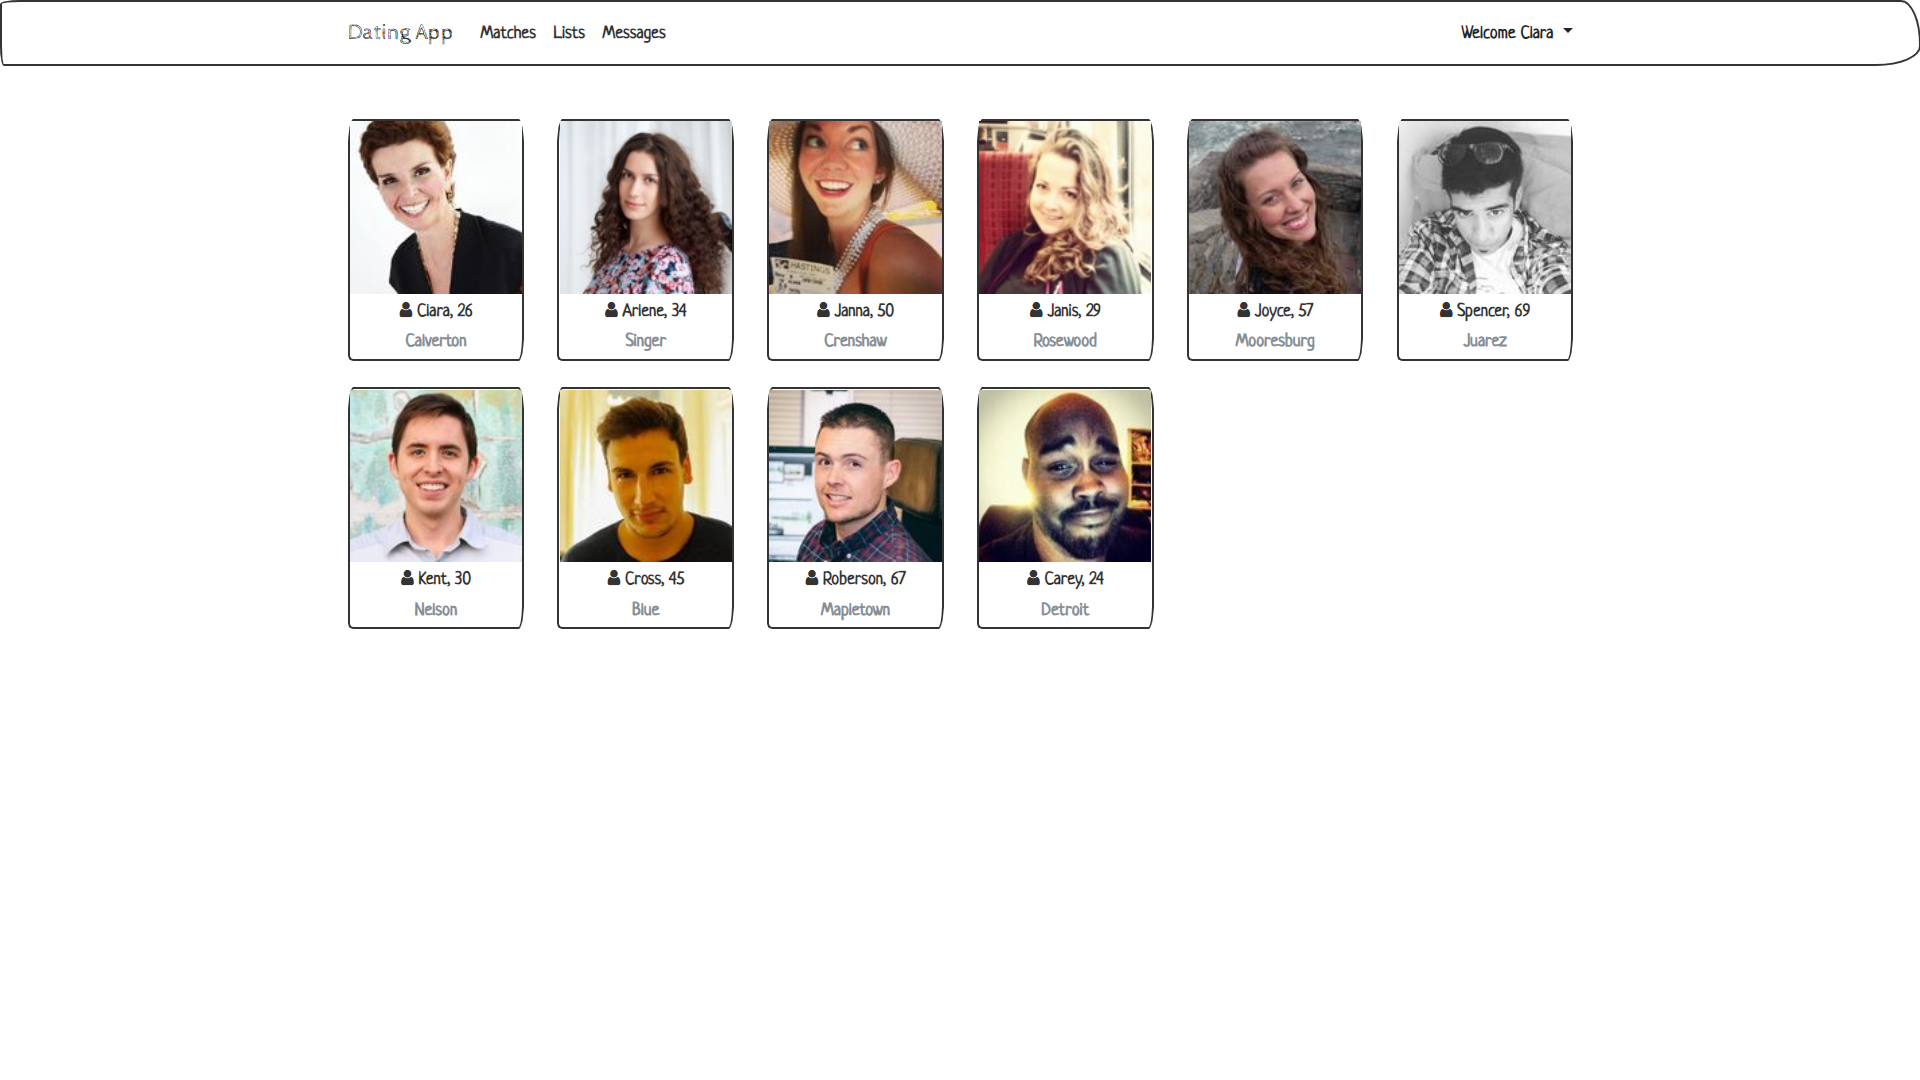 Dating App Matches Lists Messages Welcome Clara
HASTINGS
Clara, 26
Calverton
Arlene, 34
Singer
Janna, 50
Crenshaw
Janis, 29
Rosewood
Joyce, 57
Mooresburg
Spencer, 69
Juarez
Kent, 30
Nelson
Cross, 45
Blue
Roberson, 67
Mapletown
Carey, 24
Detroit